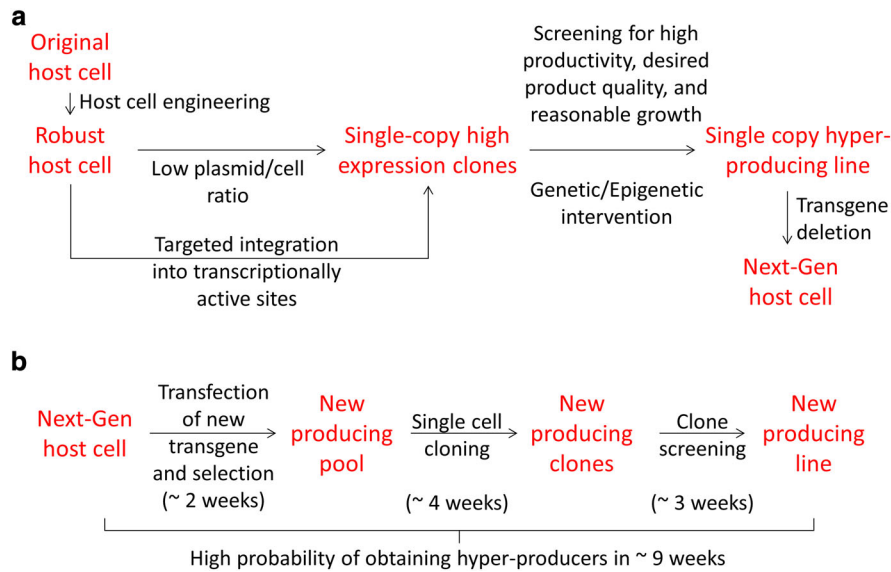 a
Original
host cell
Host cell engineering
Robust
host cell
Low plasmid/cell
ratio
Targeted integration
into transcriptionally
active sites
Single-copy high
expression clones
Screening for high
productivity, desired
product quality, and
reasonable growth
Genetic/Epigenetic
intervention
Single copy hyper-
producing line
Transgene
deletion
Next-Gen
host cell
b
Next-Gen
host cell
Transfection
of new
transgene
and selection
(~ 2 weeks)
New
producing
pool
Single cell
cloning
(~ 4 weeks)
New
producing
clones
Clone
screening
(~ 3 weeks)
New
producing
line
High probability of obtaining hyper-producers in ~ 9 weeks